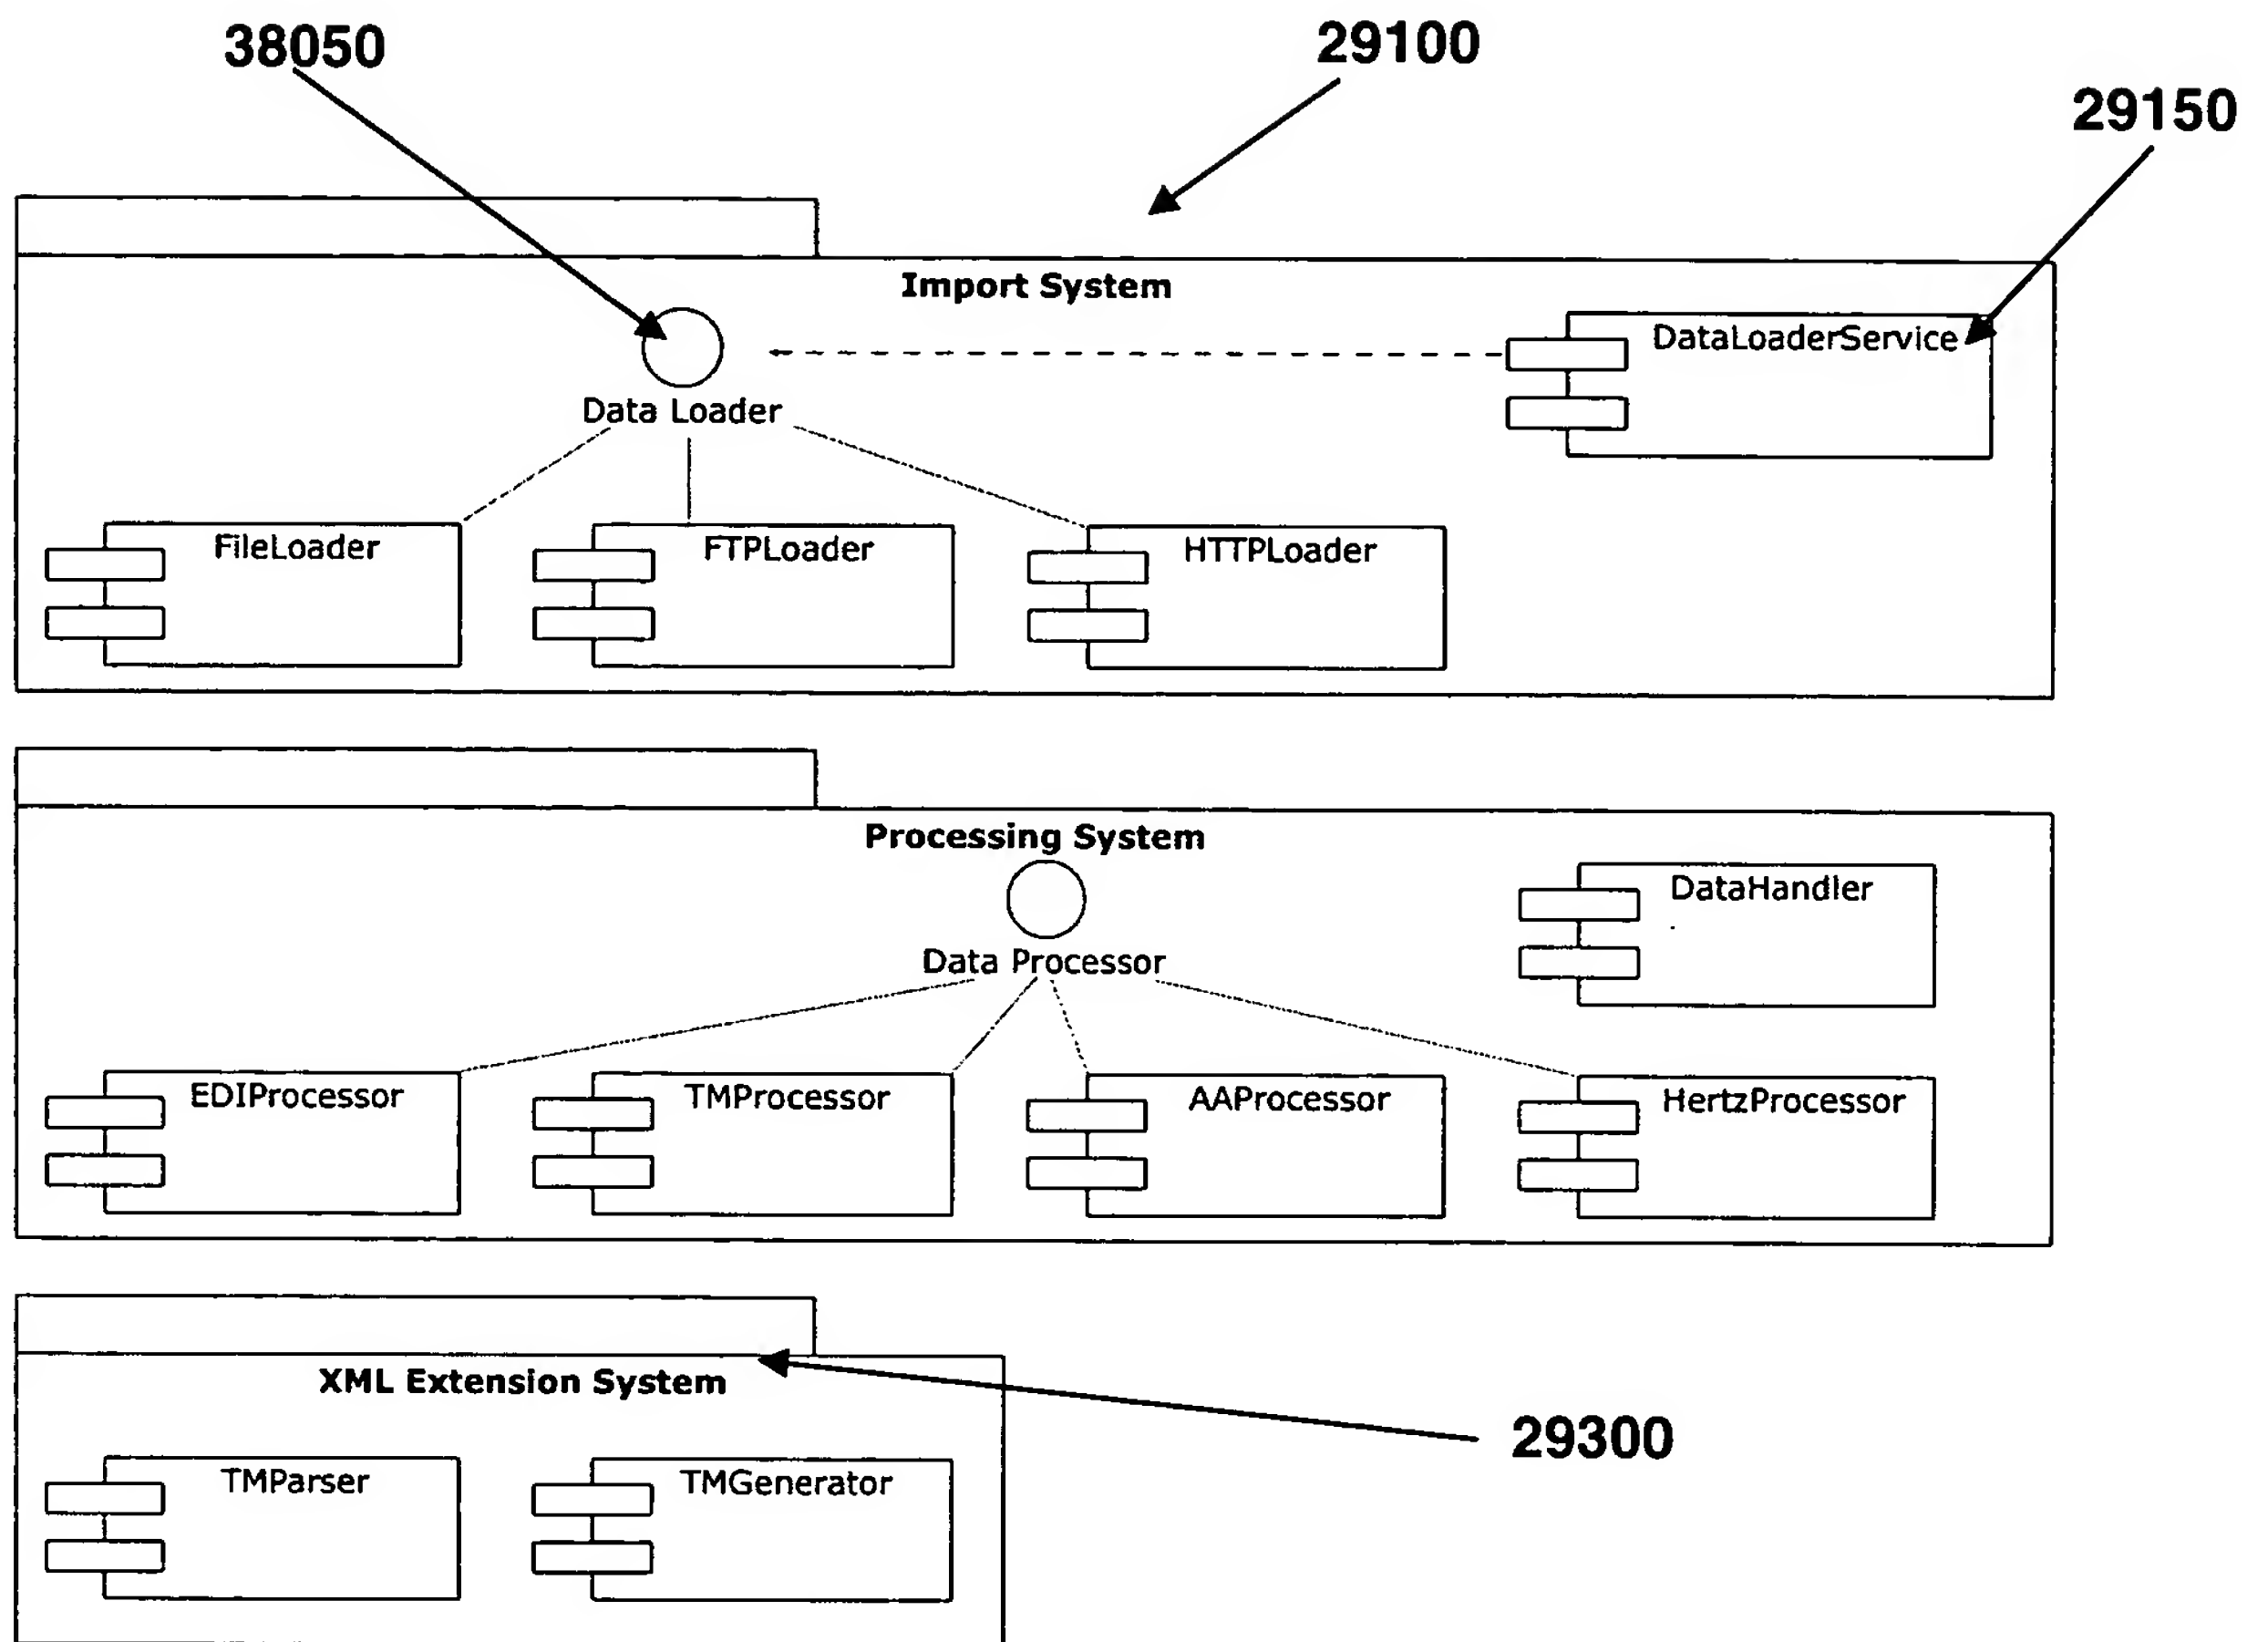 38050
29100
29150
Import System
DataLoaderService
Data Loader
FileLoader
FTPLoader
HTTPLoader
Processing System
DataHandler
Data Processor
EDIProcessor
TMProcessor
AAProcessor
HertzProcessor
XML Extension System
29300
TMParser
TMGenerator